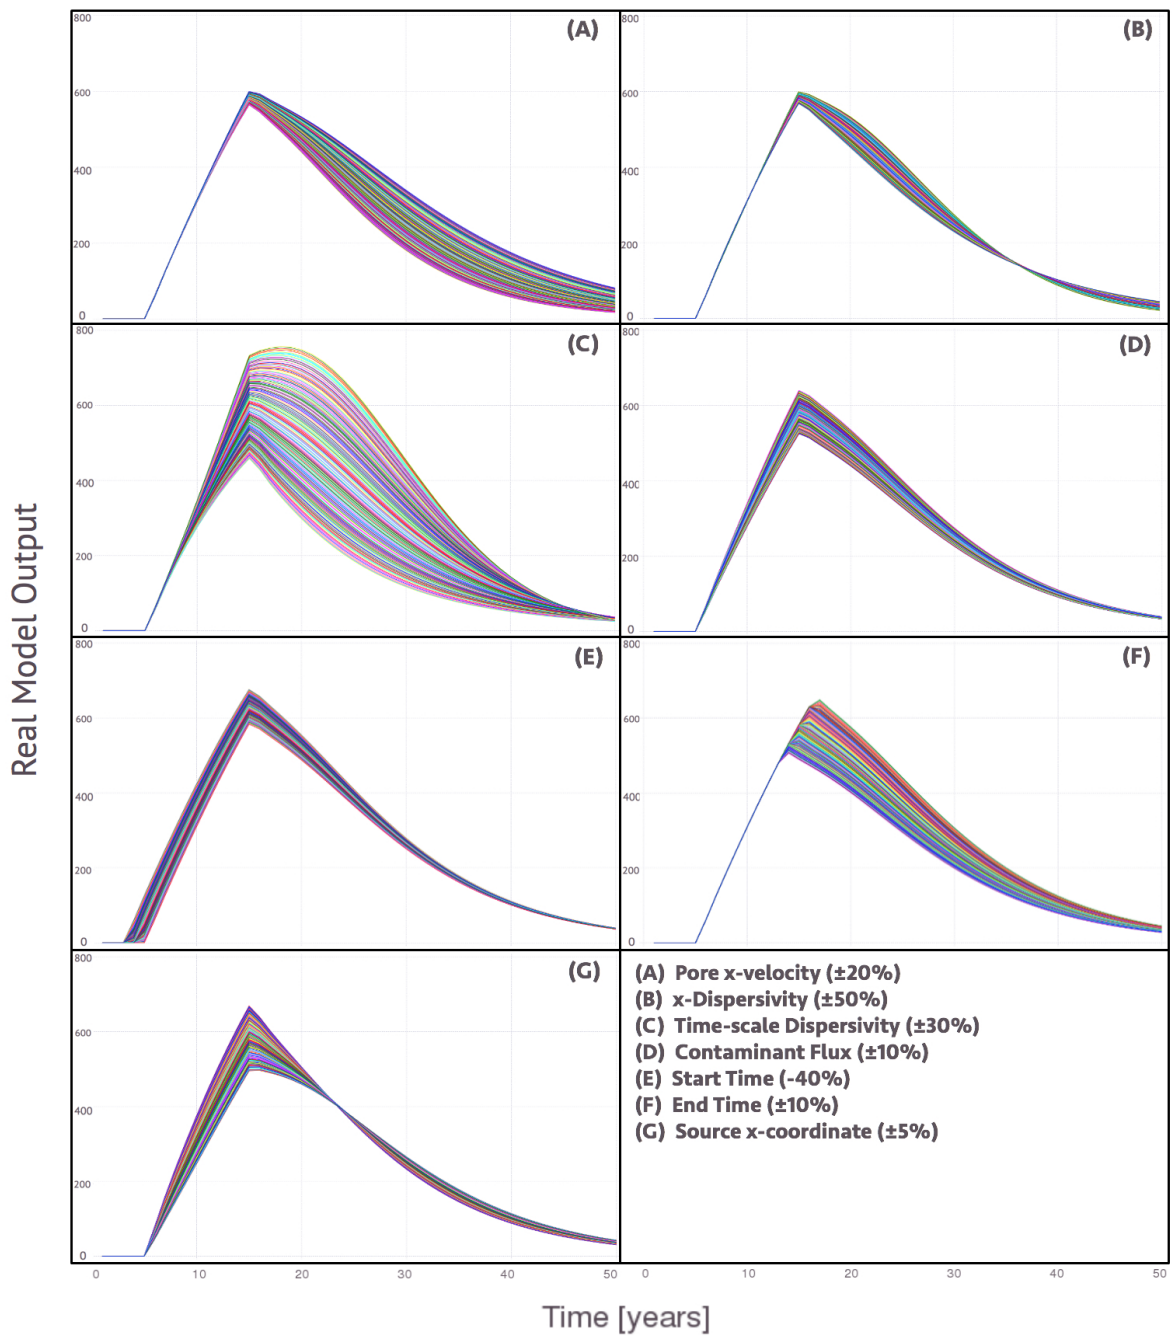 800
600
400
200
0
(A)
800
600
400
200
0
(B)
800
600
400
200
0
(C)
800
600
400
200
0
(D)
800
600
400
200
0
(E)
800
600
400
200
0
(F)
800
600
400
200
0
(G)
(A) Pore x-velocity (±20%)
(B) x-Dispersivity (±50%)
(C) Time-scale Dispersivity (±30%)
(D) Contaminant Flux (±10%)
(E) Start Time (-40%)
(F) End Time (±10%)
(G) Source x-coordinate (±5%)
0 10 20 30 40 50
0 10 20 30 40 50
Real Model Output
Time [years]